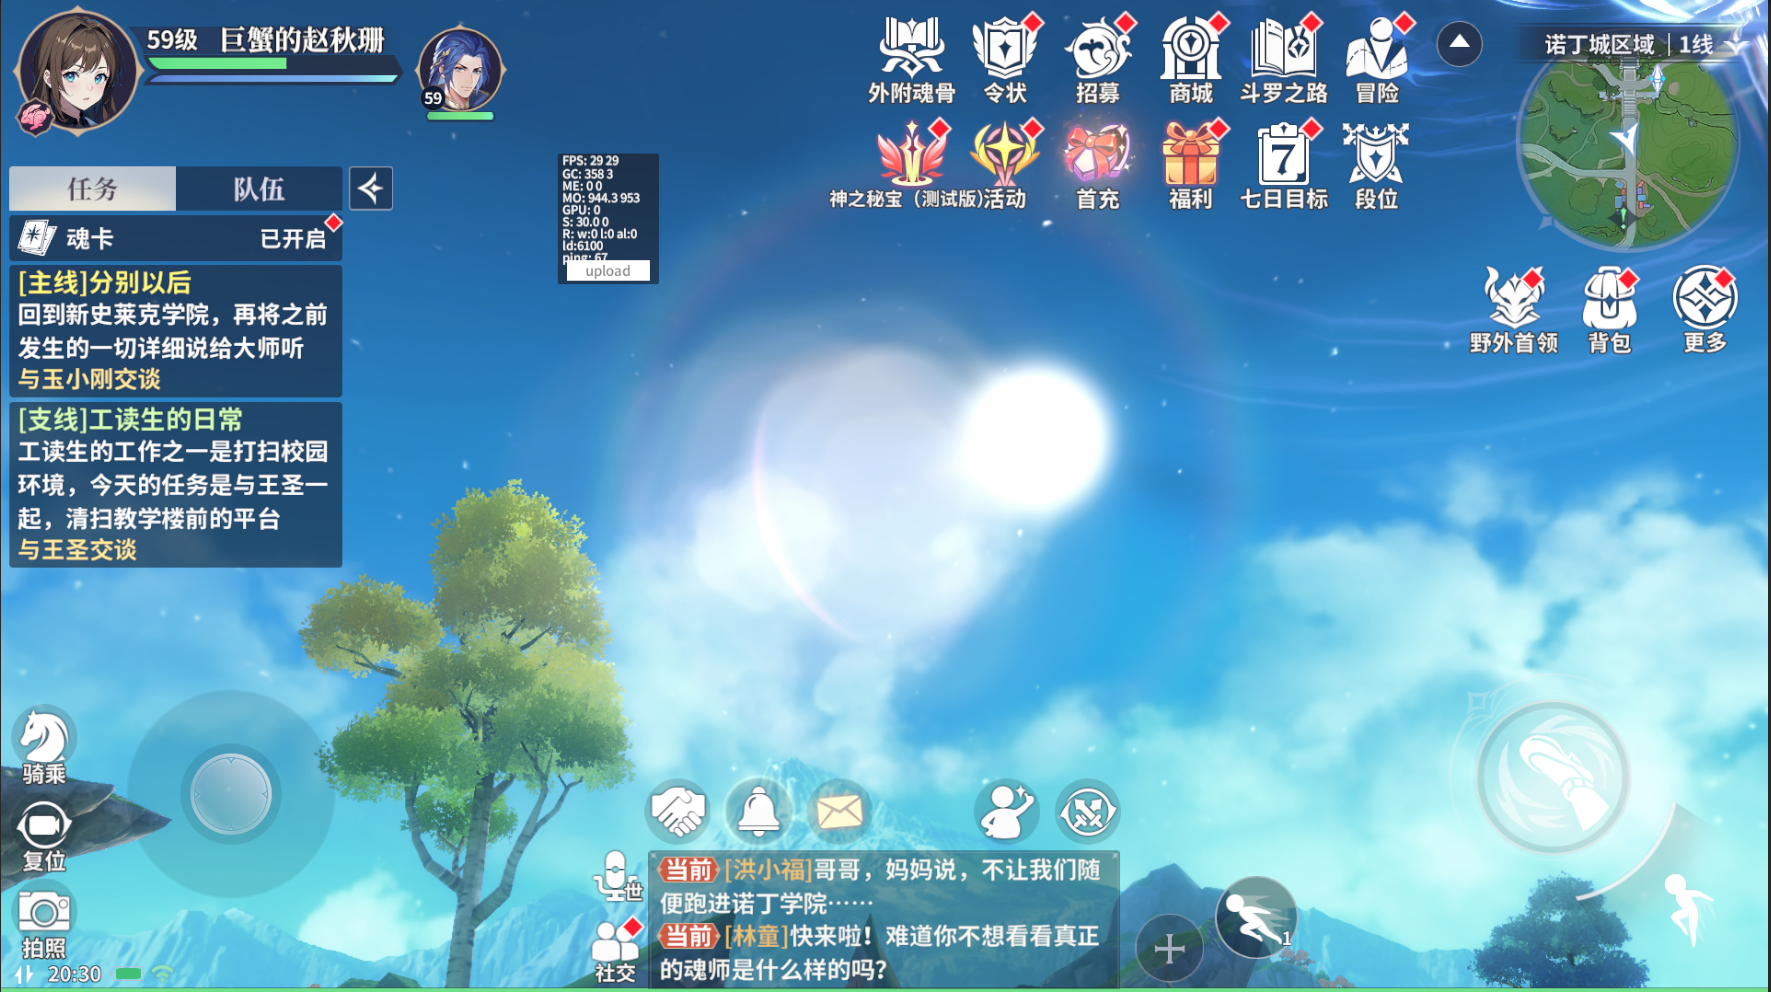 59级 巨蟹的赵秋珊
59
外附魂骨
令状
招募
商城
斗罗之路
冒险
诺丁城区域 | 1线
神之秘宝（测试版)
活动
首充
福利
7
七日目标
段位
任务
队伍
FPS: 29 29
GC: 358 3
ME: 0 0
MO: 944.3 953
GPU: 0
S: 30.0 0
R: w:0 l:0 al:0
ld:6100
ping: 67
upload
魂卡
已开启
[主线]分别以后
回到新史莱克学院，再将之前
发生的一切详细说给大师听
与玉小刚交谈
野外首领
背包
更多
[支线]工读生的日常
工读生的工作之一是打扫校园
环境，今天的任务是与王圣一
起，清扫教学楼前的平台
与王圣交谈
骑乘
复位
拍照
20:30
世
社交
当前 [洪小福]哥哥，妈妈说，不让我们随
便跑进诺丁学院……
当前 [林童]快来啦！难道你不想看看真正
的魂师是什么样的吗？
1